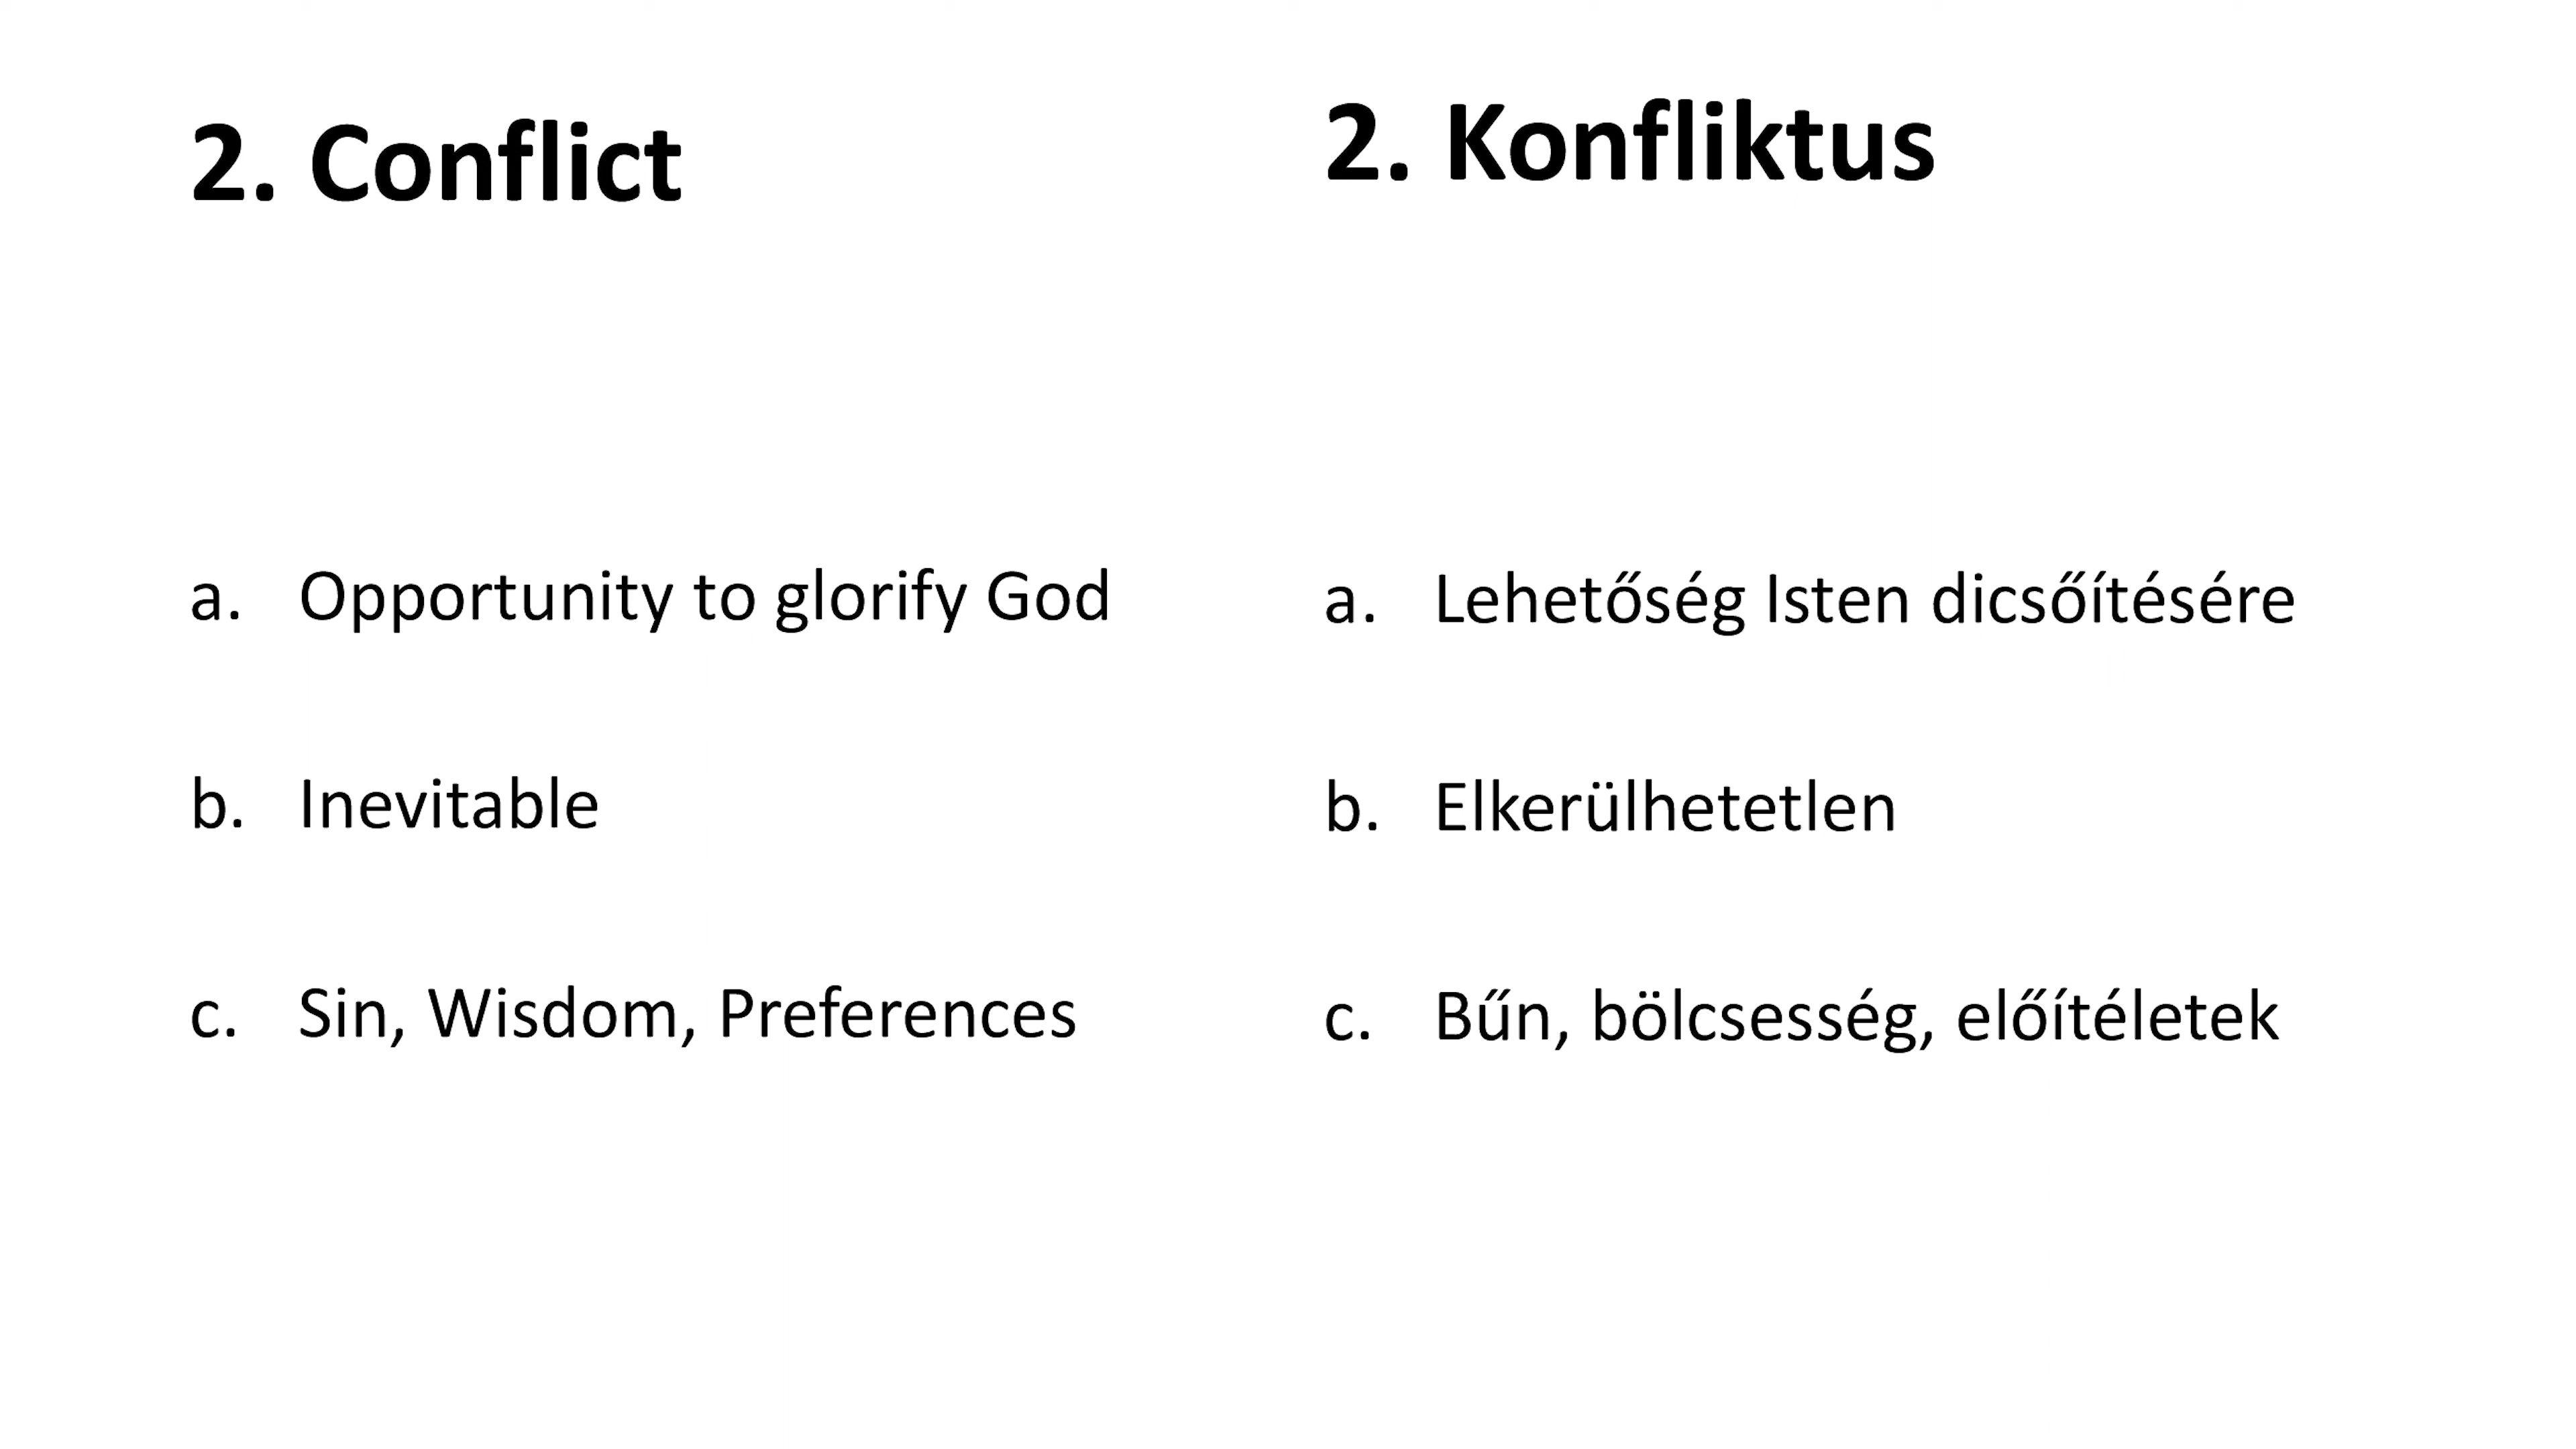 2. Conflict
a. Opportunity to glorify God
b. Inevitable
c. Sin, Wisdom, Preferences
2. Konfliktus
a. Lehetőség Isten dicsőítésére
b. Elkerülhetetlen
c. Bűn, bölcsesség, előítéletek